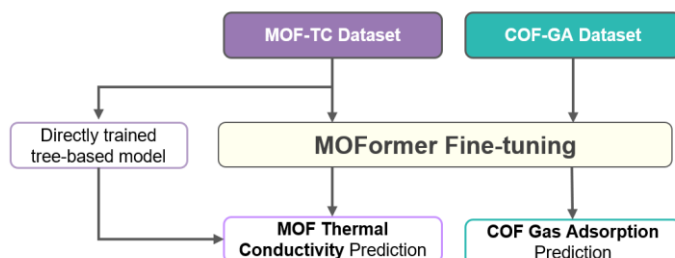 MOF-TC Dataset
COF-GA Dataset
Directly trained
tree-based model
MOFormer Fine-tuning
MOF Thermal
Conductivity Prediction
COF Gas Adsorption
Prediction